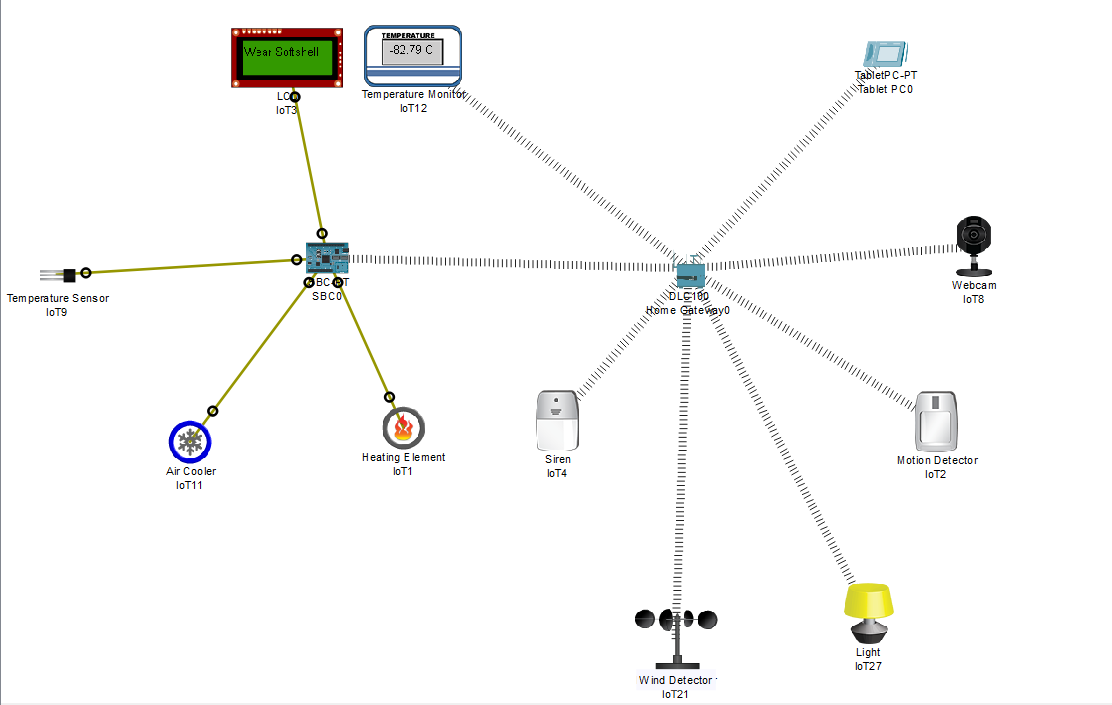 Wear Softshell
LCD
IoT3
TEMPERATURE
-82.79 C
Temperature Monitor
IoT12
TabletPC-PT
Tablet PC0
Temperature Sensor
IoT9
SBC-PT
SBC0
DLC100
Home Gateway0
Webcam
IoT8
Air Cooler
IoT11
Heating Element
IoT1
Siren
IoT4
Motion Detector
IoT2
Wind Detector
IoT21
Light
IoT27